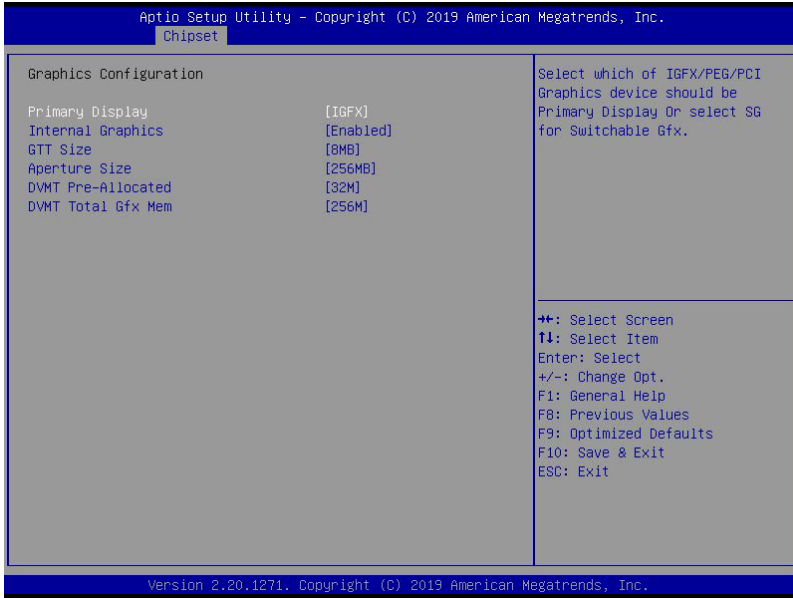 Aptio Setup Utility – Copyright (C) 2019 American Megatrends, Inc.
Chipset
Graphics Configuration
Primary Display [IGFX]
Internal Graphics [Enabled]
GTT Size [8MB]
Aperture Size [256MB]
DVMT Pre-Allocated [32M]
DVMT Total Gfx Mem [256M]
Select which of IGFX/PEG/PCI
Graphics device should be
Primary Display Or select SG
for Switchable Gfx.
→←: Select Screen
↑↓: Select Item
Enter: Select
+/-: Change Opt.
F1: General Help
F8: Previous Values
F9: Optimized Defaults
F10: Save & Exit
ESC: Exit
Version 2.20.1271. Copyright (C) 2019 American Megatrends, Inc.